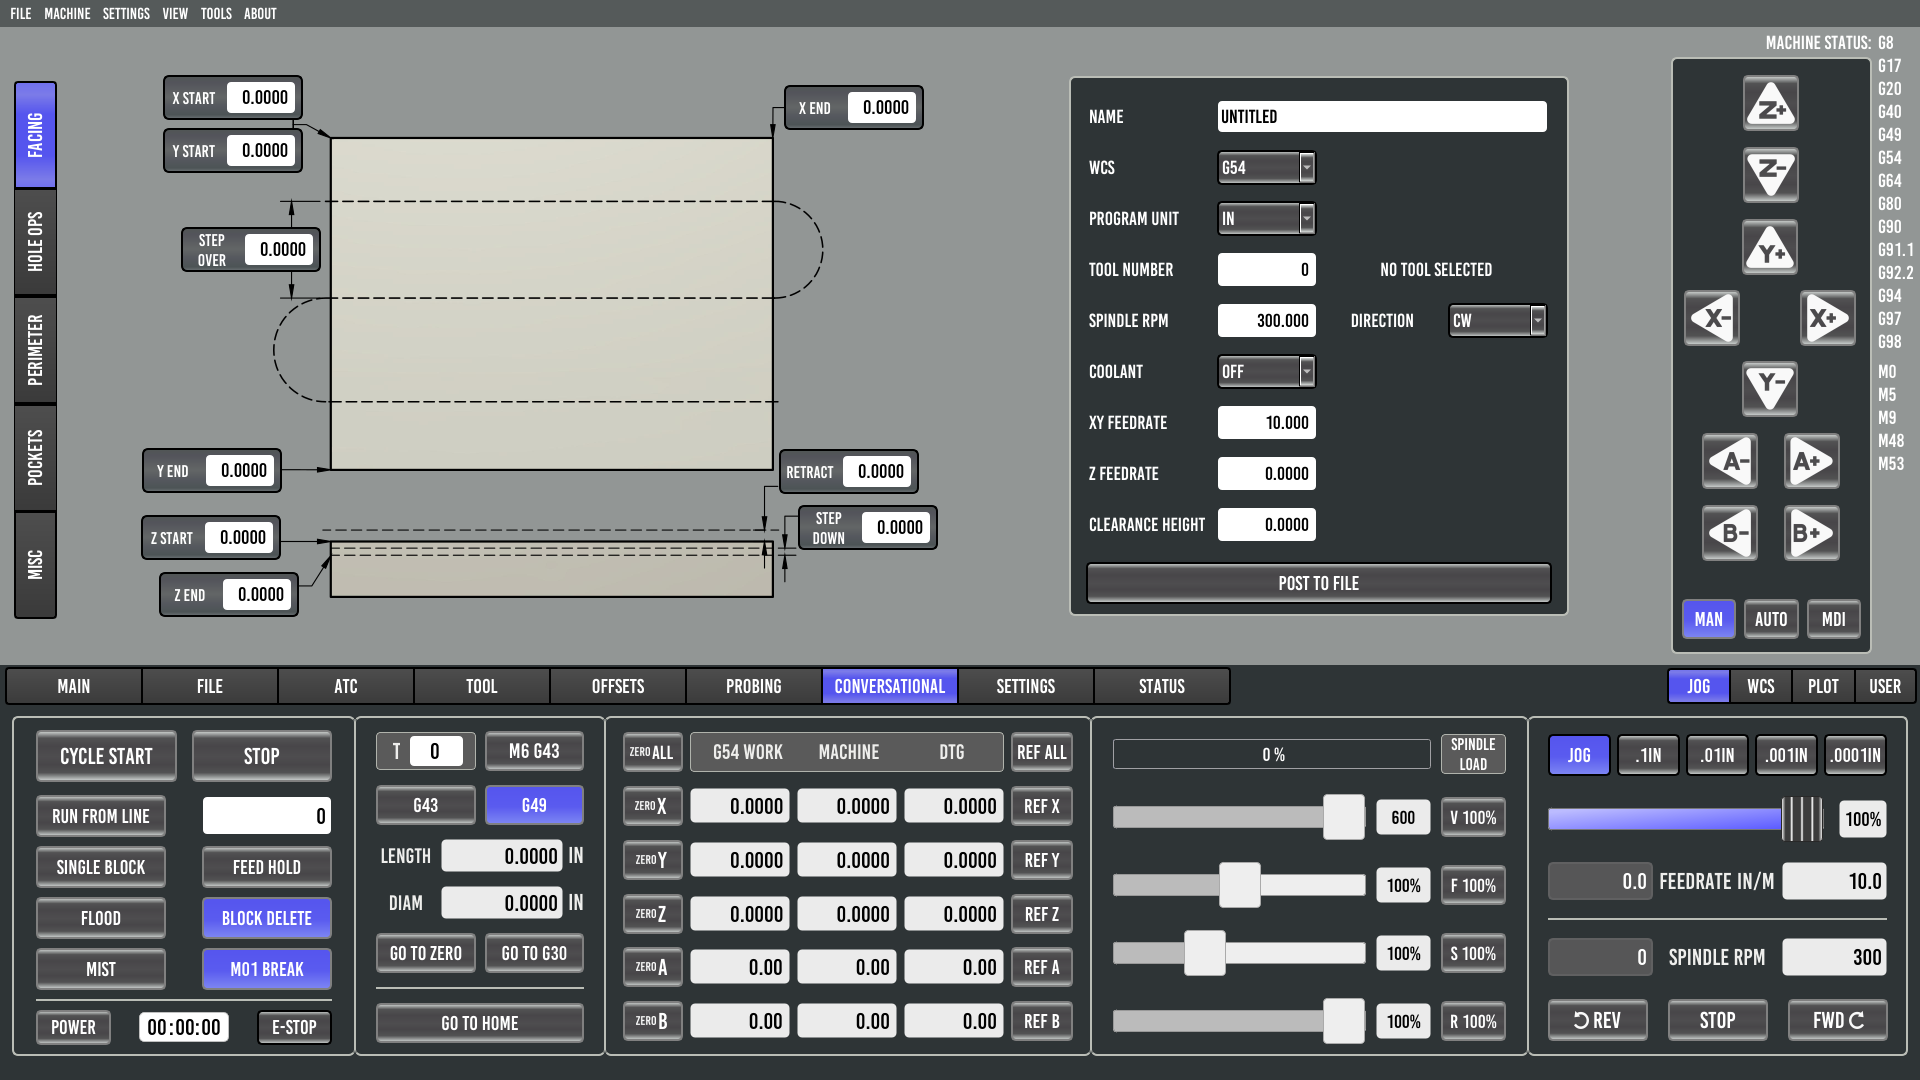 FILE MACHINE SETTINGS VIEW TOOLS ABOUT
MACHINE STATUS: G8
G17
G20
G40
G49
G54
G64
G80
G90
G91.1
G92.2
G94
G97
G98
M0
M5
M9
M48
M53
FACING
HOLE OPS
PERIMETER
POCKETS
MISC
X START 0.0000
Y START 0.0000
X END 0.0000
STEP OVER 0.0000
Y END 0.0000
RETRACT 0.0000
Z START 0.0000
STEP DOWN 0.0000
Z END 0.0000
NAME UNTITLED
WCS G54
PROGRAM UNIT IN
TOOL NUMBER 0 NO TOOL SELECTED
SPINDLE RPM 300.000 DIRECTION CW
COOLANT OFF
XY FEEDRATE 10.000
Z FEEDRATE 0.0000
CLEARANCE HEIGHT 0.0000
POST TO FILE
Z+
Z-
Y+
X- X+
Y-
A- A+
B- B+
MAN AUTO MDI
MAIN FILE ATC TOOL OFFSETS PROBING CONVERSATIONAL SETTINGS STATUS
JOG WCS PLOT USER
CYCLE START STOP
RUN FROM LINE 0
SINGLE BLOCK FEED HOLD
FLOOD BLOCK DELETE
MIST M01 BREAK
POWER 00:00:00 E-STOP
T 0 M6 G43
G43 G49
LENGTH 0.0000 IN
DIAM 0.0000 IN
GO TO ZERO GO TO G30
GO TO HOME
ZERO ALL G54 WORK MACHINE DTG REF ALL
ZERO X 0.0000 0.0000 0.0000 REF X
ZERO Y 0.0000 0.0000 0.0000 REF Y
ZERO Z 0.0000 0.0000 0.0000 REF Z
ZERO A 0.00 0.00 0.00 REF A
ZERO B 0.00 0.00 0.00 REF B
0 % SPINDLE LOAD
600 V 100%
100% F 100%
100% S 100%
100% R 100%
JOG .1IN .01IN .001IN .0001IN
100%
0.0 FEEDRATE IN/M 10.0
0 SPINDLE RPM 300
REV STOP FWD